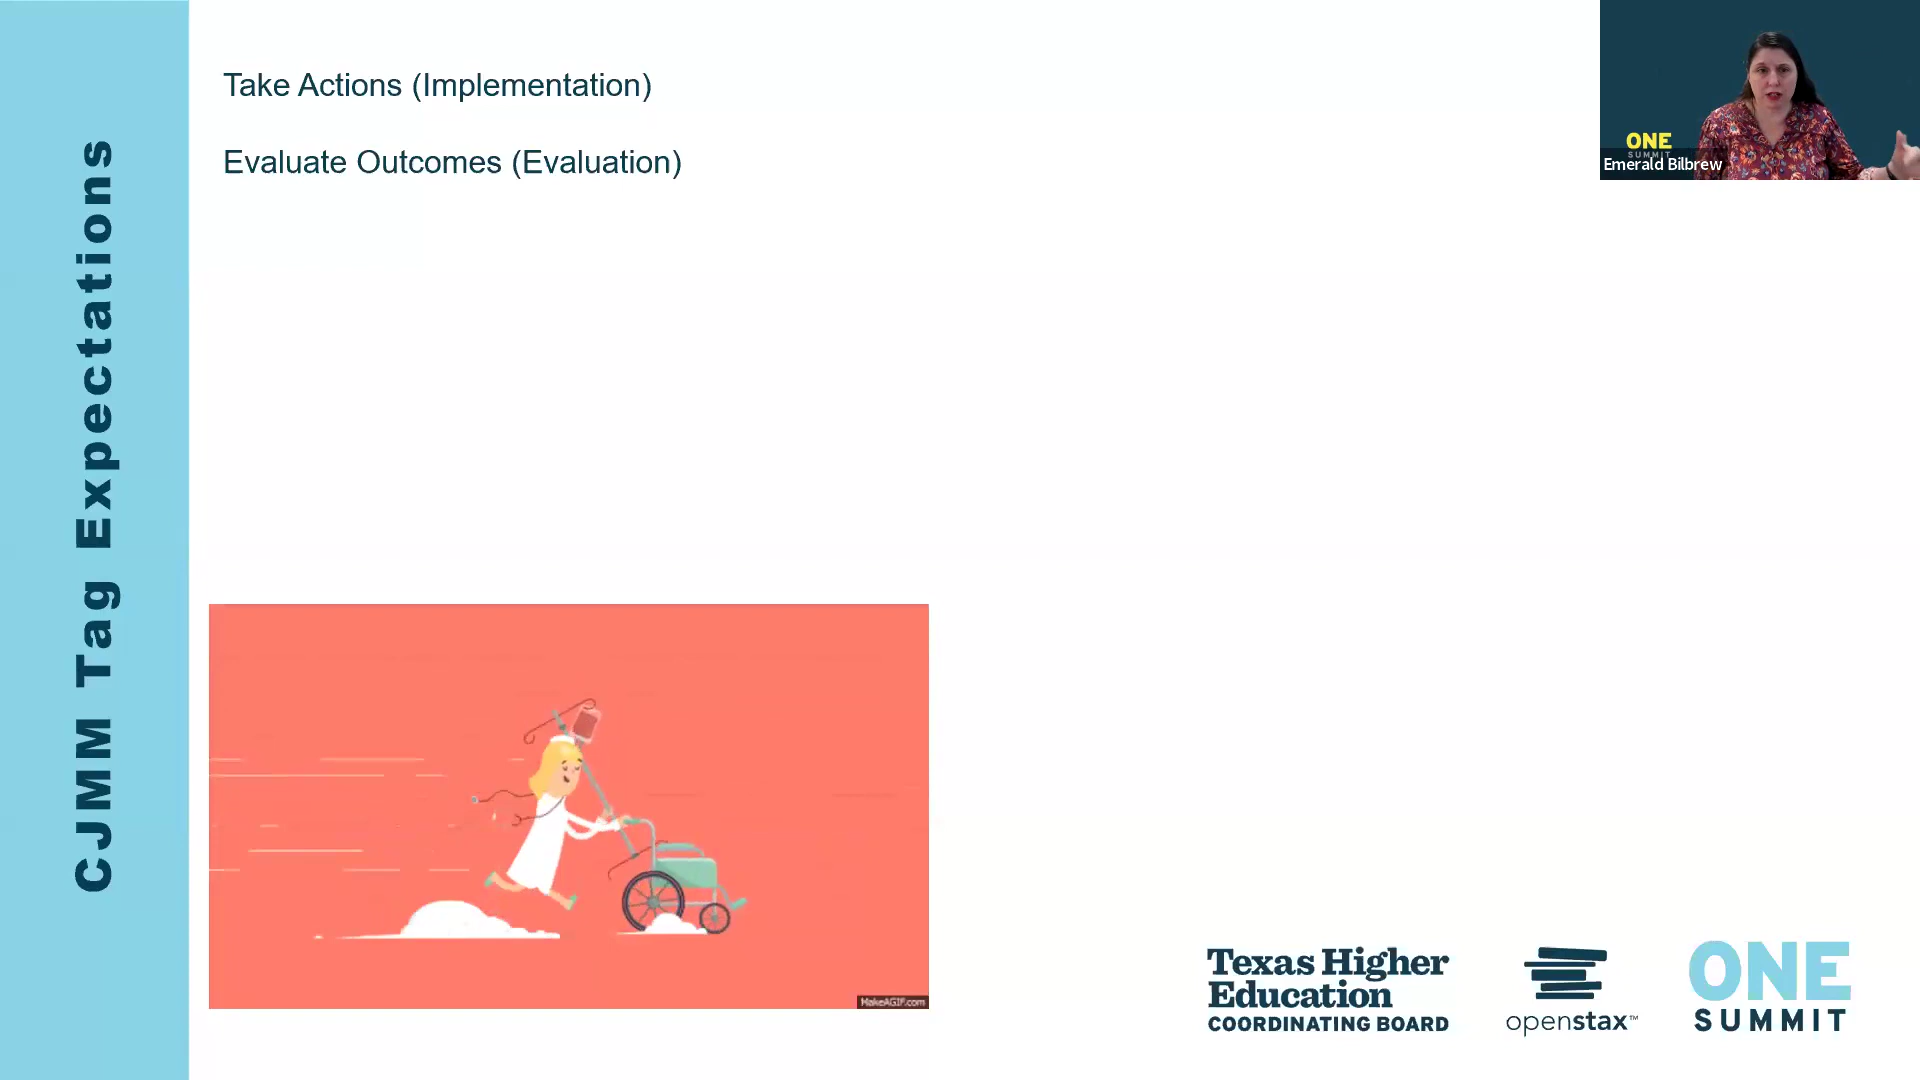 CJMM Tag Expectations
Take Actions (Implementation)
Evaluate Outcomes (Evaluation)
ONE
SUMMIT
Emerald Bilbrew
MakeAGIF.com
Texas Higher
Education
COORDINATING BOARD
openstax™
ONE
SUMMIT